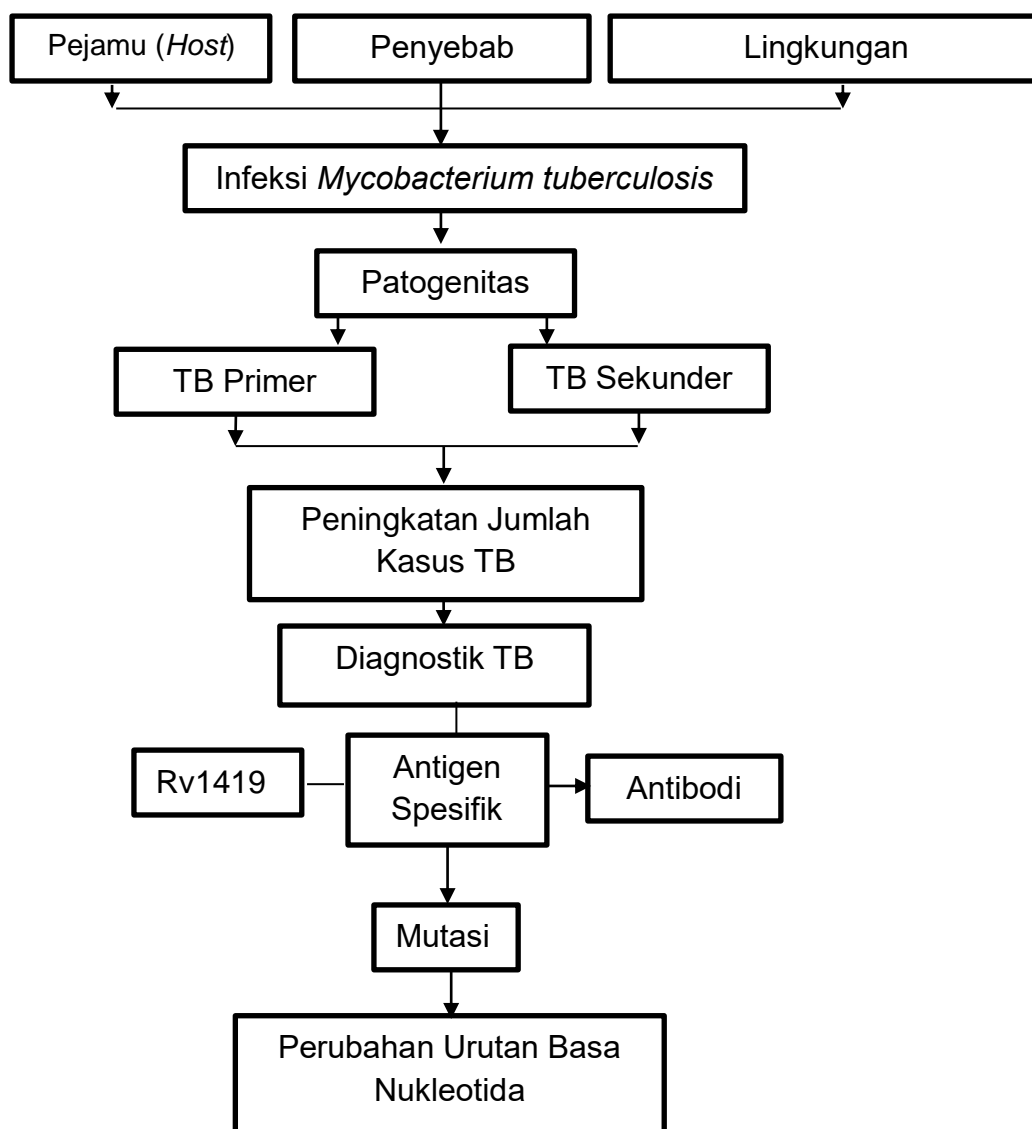 Pejamu (Host)
Penyebab
Lingkungan
Infeksi Mycobacterium tuberculosis
Patogenitas
TB Primer
TB Sekunder
Peningkatan Jumlah
Kasus TB
Diagnostik TB
Rv1419
Antigen
Spesifik
Antibodi
Mutasi
Perubahan Urutan Basa
Nukleotida